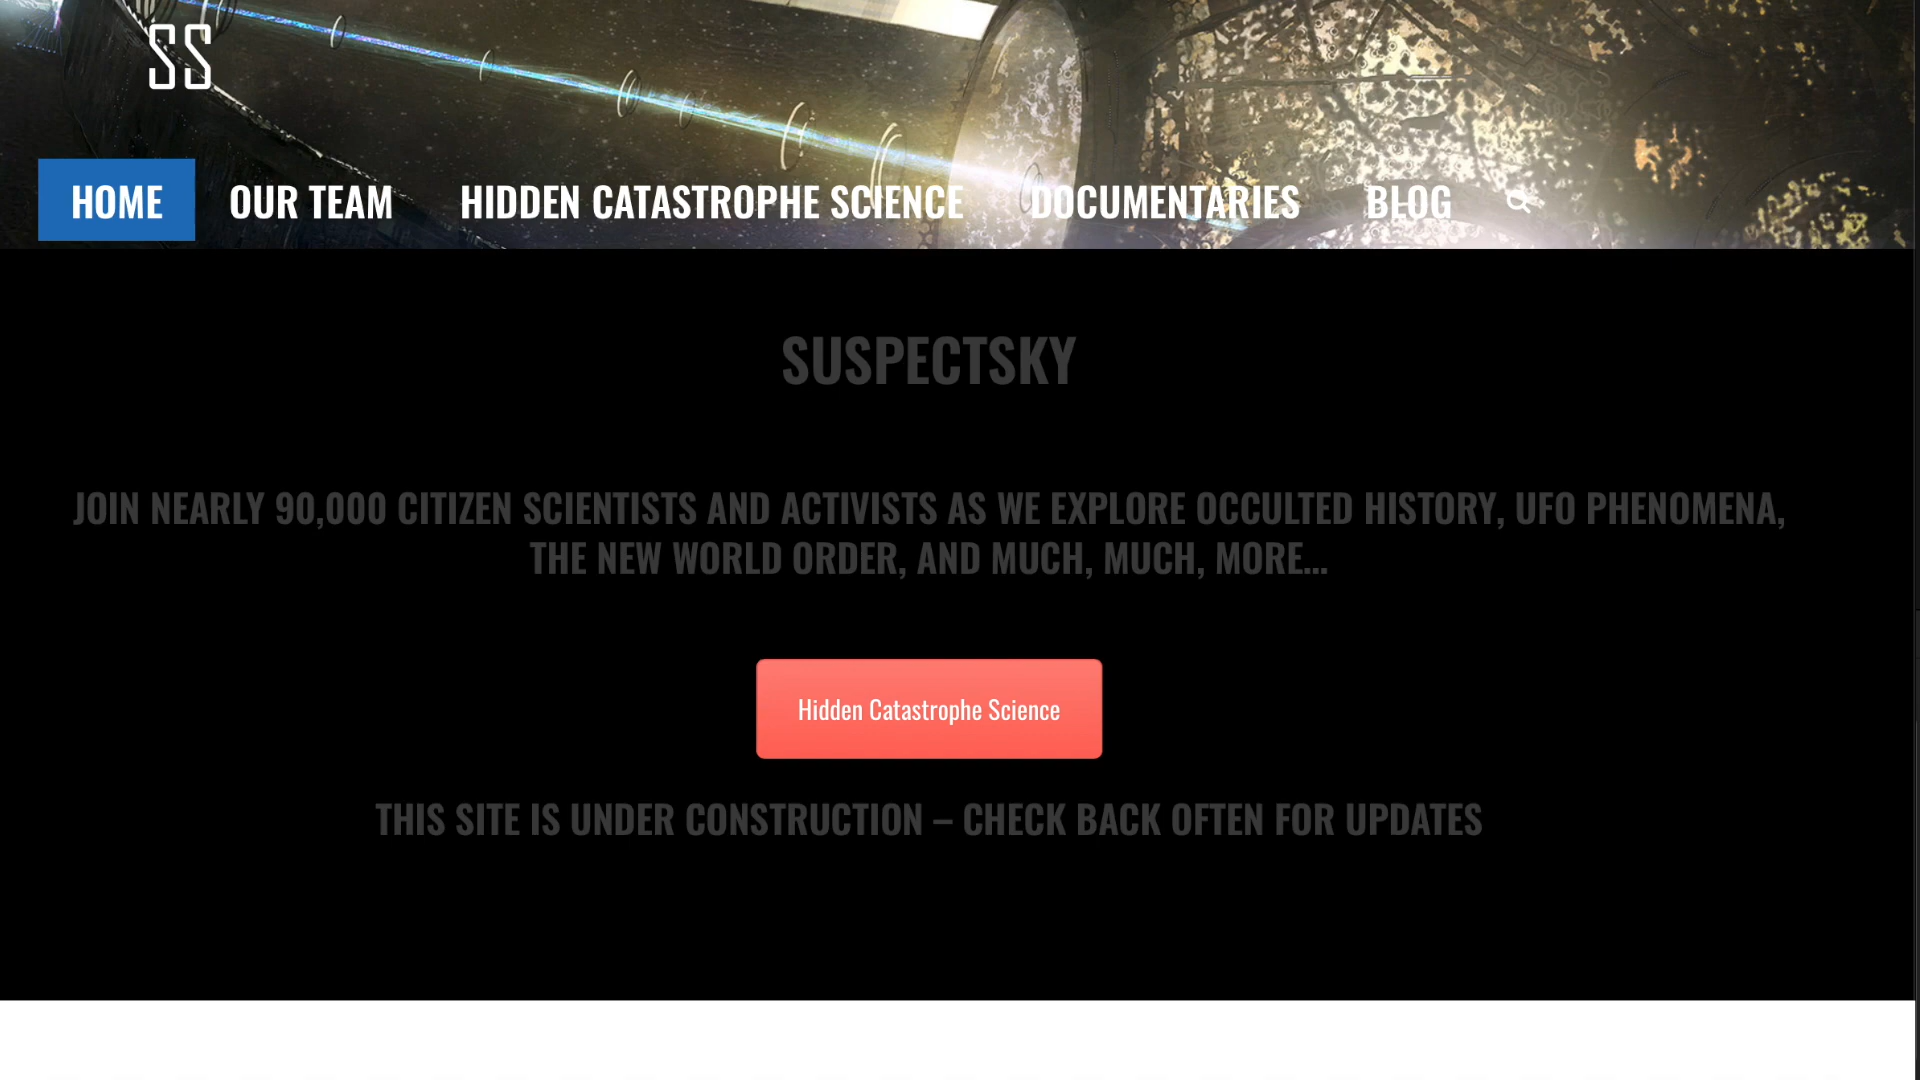 SS
HOME OUR TEAM HIDDEN CATASTROPHE SCIENCE DOCUMENTARIES BLOG
SUSPECTSKY
JOIN NEARLY 90,000 CITIZEN SCIENTISTS AND ACTIVISTS AS WE EXPLORE OCCULTED HISTORY, UFO PHENOMENA,
THE NEW WORLD ORDER, AND MUCH, MUCH, MORE...
Hidden Catastrophe Science
THIS SITE IS UNDER CONSTRUCTION – CHECK BACK OFTEN FOR UPDATES